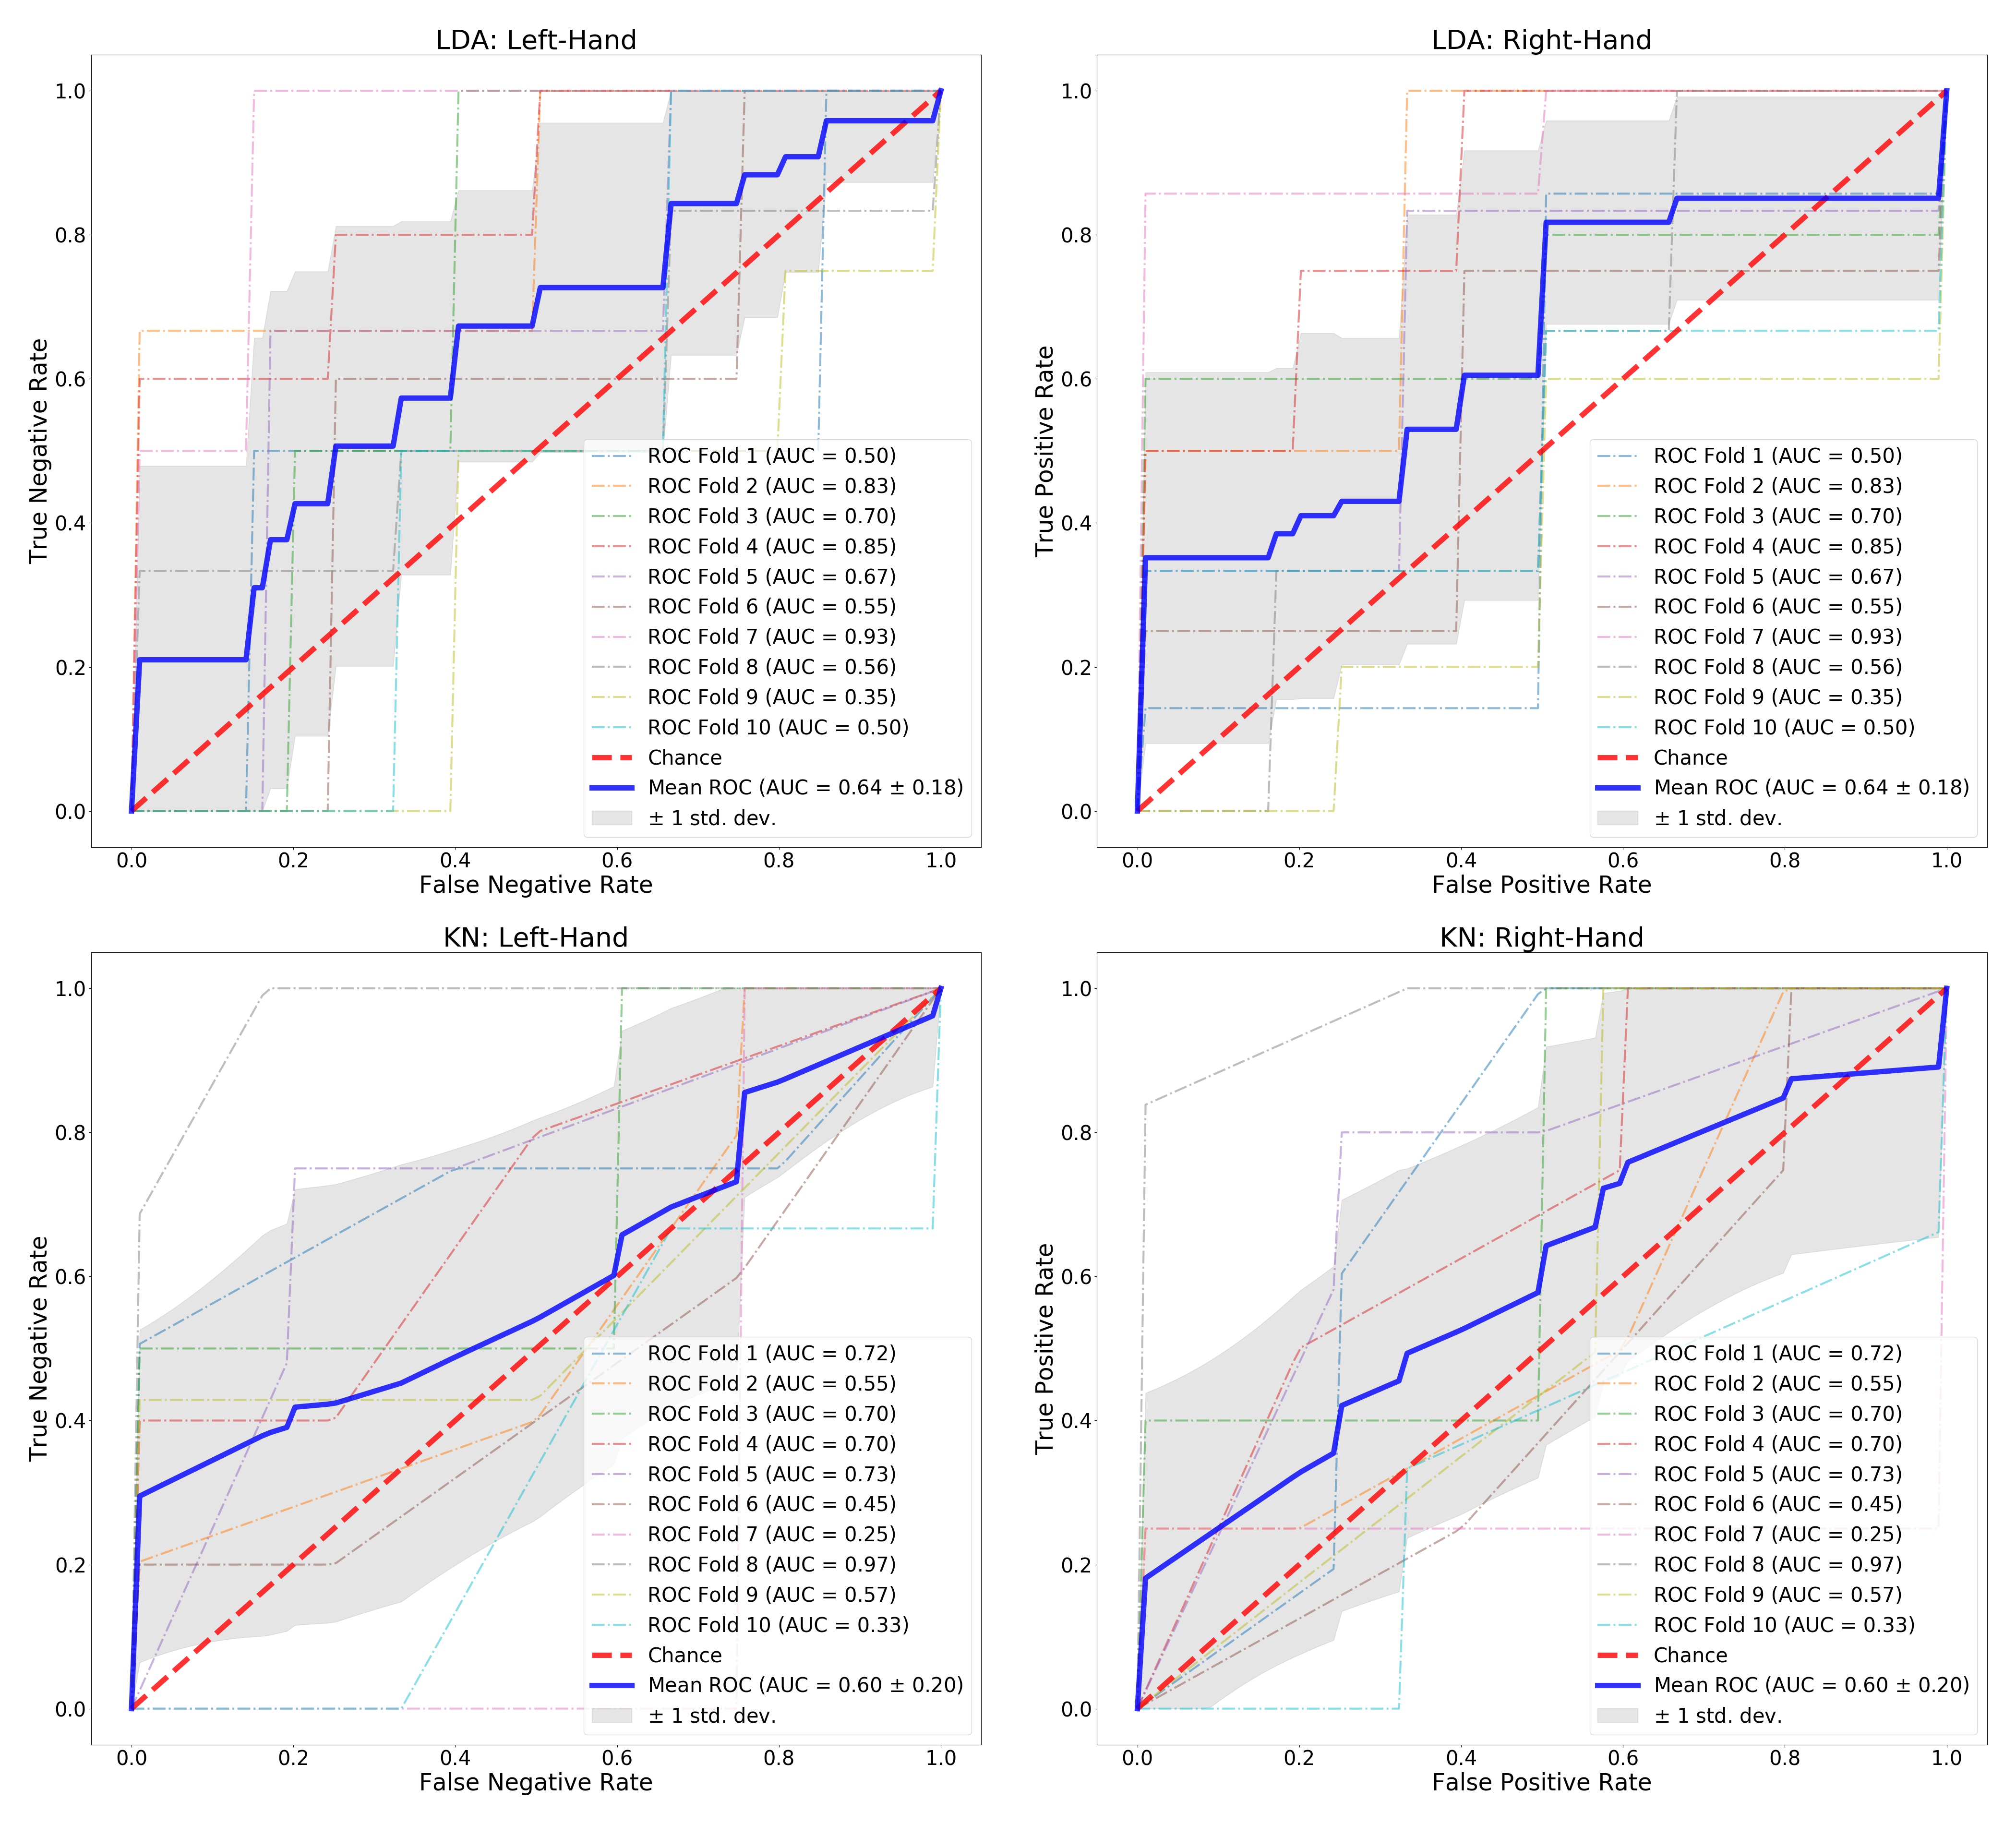 LDA: Left-Hand
True Negative Rate
1.0
0.8
0.6
0.4
0.2
0.0
ROC Fold 1 (AUC = 0.50)
ROC Fold 2 (AUC = 0.83)
ROC Fold 3 (AUC = 0.70)
ROC Fold 4 (AUC = 0.85)
ROC Fold 5 (AUC = 0.67)
ROC Fold 6 (AUC = 0.55)
ROC Fold 7 (AUC = 0.93)
ROC Fold 8 (AUC = 0.56)
ROC Fold 9 (AUC = 0.35)
ROC Fold 10 (AUC = 0.50)
Chance
Mean ROC (AUC = 0.64 ± 0.18)
± 1 std. dev.
0.0 0.2 0.4 0.6 0.8 1.0
False Negative Rate
LDA: Right-Hand
True Positive Rate
1.0
0.8
0.6
0.4
0.2
0.0
ROC Fold 1 (AUC = 0.50)
ROC Fold 2 (AUC = 0.83)
ROC Fold 3 (AUC = 0.70)
ROC Fold 4 (AUC = 0.85)
ROC Fold 5 (AUC = 0.67)
ROC Fold 6 (AUC = 0.55)
ROC Fold 7 (AUC = 0.93)
ROC Fold 8 (AUC = 0.56)
ROC Fold 9 (AUC = 0.35)
ROC Fold 10 (AUC = 0.50)
Chance
Mean ROC (AUC = 0.64 ± 0.18)
± 1 std. dev.
0.0 0.2 0.4 0.6 0.8 1.0
False Positive Rate
KN: Left-Hand
True Negative Rate
1.0
0.8
0.6
0.4
0.2
0.0
ROC Fold 1 (AUC = 0.72)
ROC Fold 2 (AUC = 0.55)
ROC Fold 3 (AUC = 0.70)
ROC Fold 4 (AUC = 0.70)
ROC Fold 5 (AUC = 0.73)
ROC Fold 6 (AUC = 0.45)
ROC Fold 7 (AUC = 0.25)
ROC Fold 8 (AUC = 0.97)
ROC Fold 9 (AUC = 0.57)
ROC Fold 10 (AUC = 0.33)
Chance
Mean ROC (AUC = 0.60 ± 0.20)
± 1 std. dev.
0.0 0.2 0.4 0.6 0.8 1.0
False Negative Rate
KN: Right-Hand
True Positive Rate
1.0
0.8
0.6
0.4
0.2
0.0
ROC Fold 1 (AUC = 0.72)
ROC Fold 2 (AUC = 0.55)
ROC Fold 3 (AUC = 0.70)
ROC Fold 4 (AUC = 0.70)
ROC Fold 5 (AUC = 0.73)
ROC Fold 6 (AUC = 0.45)
ROC Fold 7 (AUC = 0.25)
ROC Fold 8 (AUC = 0.97)
ROC Fold 9 (AUC = 0.57)
ROC Fold 10 (AUC = 0.33)
Chance
Mean ROC (AUC = 0.60 ± 0.20)
± 1 std. dev.
0.0 0.2 0.4 0.6 0.8 1.0
False Positive Rate